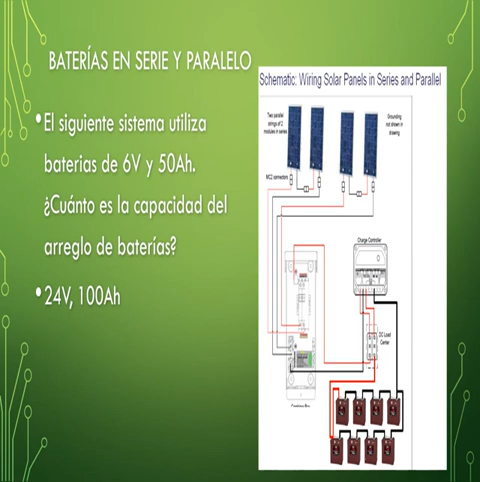 BATERÍAS EN SERIE Y PARALELO
• El siguiente sistema utiliza
baterias de 6V y 50Ah.
¿Cuánto es la capacidad del
arreglo de baterías?
• 24V, 100Ah
Schematic: Wiring Solar Panels in Series and Parallel
Two parallel
strings of 2
modules in series
Grounding
not shown in
drawing
MC2 connectors
Charge Controller
DC Load
Center